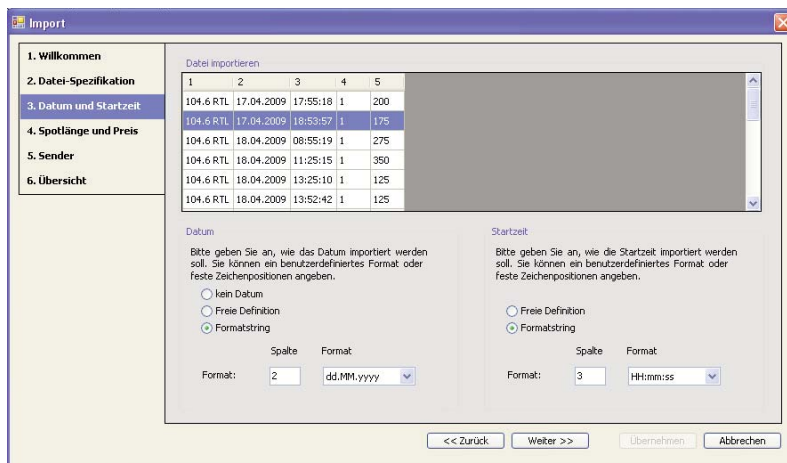 Import
1. Willkommen
2. Datei-Spezifikation
3. Datum und Startzeit
4. Spotlänge und Preis
5. Sender
6. Übersicht
Datei importieren
1 2 3 4 5
104.6 RTL 17.04.2009 17:55:18 1 200
104.6 RTL 17.04.2009 18:53:57 1 175
104.6 RTL 18.04.2009 08:55:19 1 275
104.6 RTL 18.04.2009 11:25:15 1 350
104.6 RTL 18.04.2009 13:25:10 1 125
104.6 RTL 18.04.2009 13:52:42 1 125
Datum
Bitte geben Sie an, wie das Datum importiert werden
soll. Sie können ein benutzerdefiniertes Format oder
feste Zeichenpositionen angeben.
kein Datum
Freie Definition
Formatstring
Spalte Format
Format: 2 dd.MM.yyyy
Startzeit
Bitte geben Sie an, wie die Startzeit importiert werden
soll. Sie können ein benutzerdefiniertes Format oder
feste Zeichenpositionen angeben.
Freie Definition
Formatstring
Spalte Format
Format: 3 HH:mm:ss
<< Zurück Weiter >> Übernehmen Abbrechen